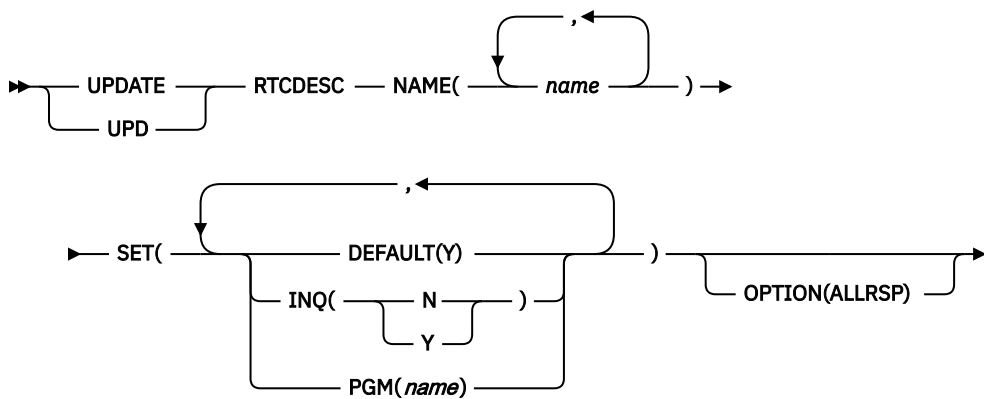 ,
UPDATE RTCDESC NAME( name )
UPD
,
SET( DEFAULT(Y) )
OPTION(ALLRSP)
INQ( N )
Y
PGM(name)